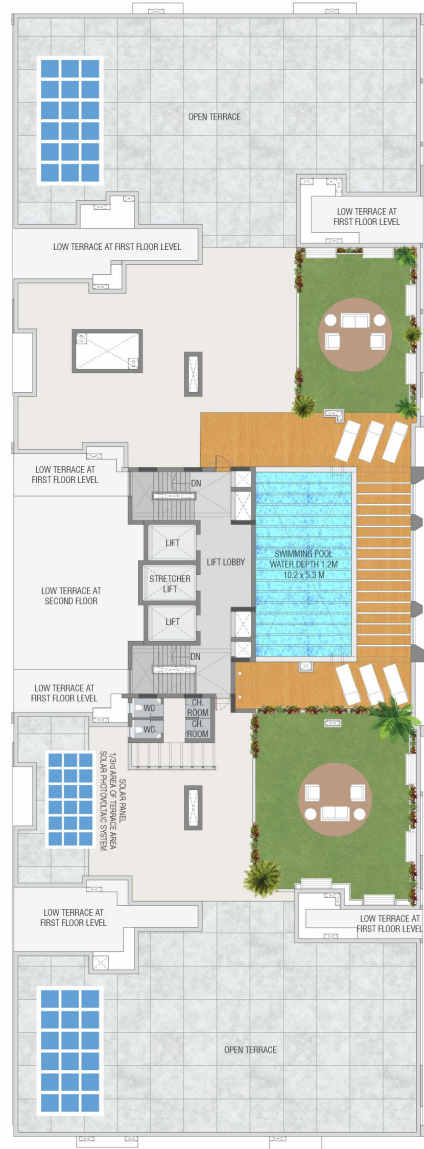 OPEN TERRACE
LOW TERRACE AT
FIRST FLOOR LEVEL
LOW TERRACE AT FIRST FLOOR LEVEL
LOW TERRACE AT
FIRST FLOOR LEVEL
DN
LIFT
LIFT LOBBY
SWIMMING POOL
WATER DEPTH 1.2M
10.2 x 5.3 M
STRETCHER
LIFT
LOW TERRACE AT
SECOND FLOOR
LIFT
DN
LOW TERRACE AT
FIRST FLOOR LEVEL
WC
CH.
ROOM
WC
CH.
ROOM
SOLAR PANEL
1/3rd AREA OF TERRACE AREA
SOLAR PHOTOVOLTAIC SYSTEM
LOW TERRACE AT
FIRST FLOOR LEVEL
LOW TERRACE AT
FIRST FLOOR LEVEL
OPEN TERRACE